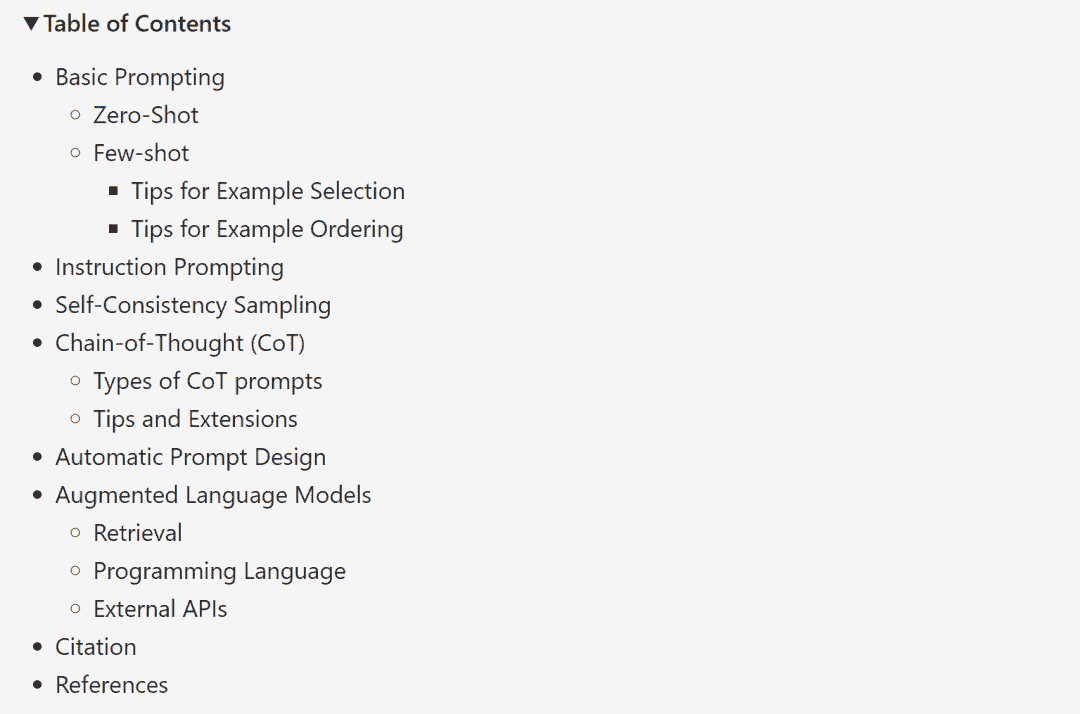 Table of Contents
Basic Prompting
Zero-Shot
Few-shot
Tips for Example Selection
Tips for Example Ordering
Instruction Prompting
Self-Consistency Sampling
Chain-of-Thought (CoT)
Types of CoT prompts
Tips and Extensions
Automatic Prompt Design
Augmented Language Models
Retrieval
Programming Language
External APIs
Citation
References